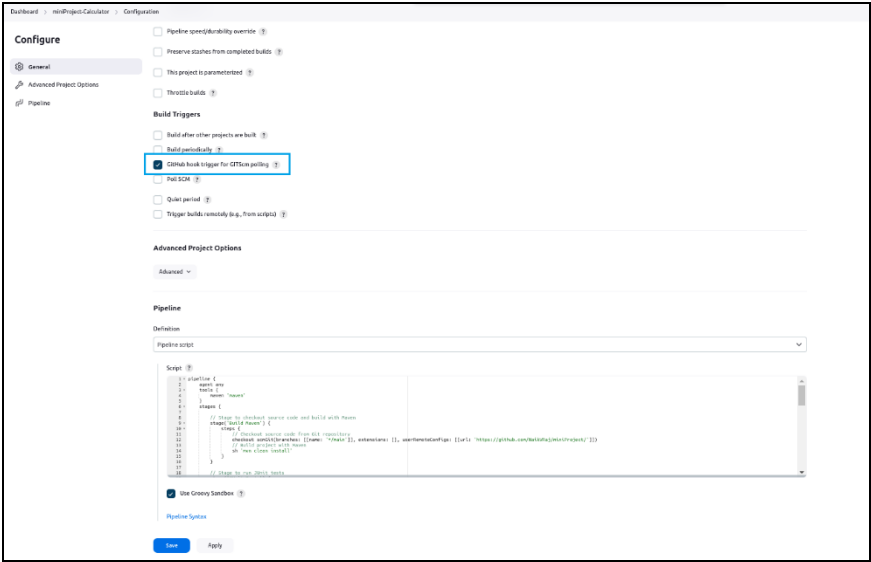 Dashboard > miniProject-Calculator > Configuration
Configure
General
Advanced Project Options
Pipeline
Pipeline speed/durability override ?
Preserve stashes from completed builds ?
This project is parameterized ?
Throttle builds ?
Build Triggers
Build after other projects are built ?
Build periodically ?
GitHub hook trigger for GITScm polling ?
Poll SCM ?
Quiet period ?
Trigger builds remotely (e.g., from scripts) ?
Advanced Project Options
Advanced
Pipeline
Definition
Pipeline script
Script ?
1 pipeline {
2 agent any
3 tools {
4 maven 'maven'
5 }
6 stages {
7
8 // Stage to checkout source code and build with Maven
9 stage('Build Maven') {
10 steps {
11 // Checkout source code from Git repository
12 checkout scmGit(branches: [[name: '*/main']], extensions: [], userRemoteConfigs: [[url: 'https://github.com/ /miniProject/']])
13 // Build project with Maven
14 sh 'mvn clean install'
15 }
16 }
17
18 // Stage to run JUnit tests
Use Groovy Sandbox ?
Pipeline Syntax
Save
Apply